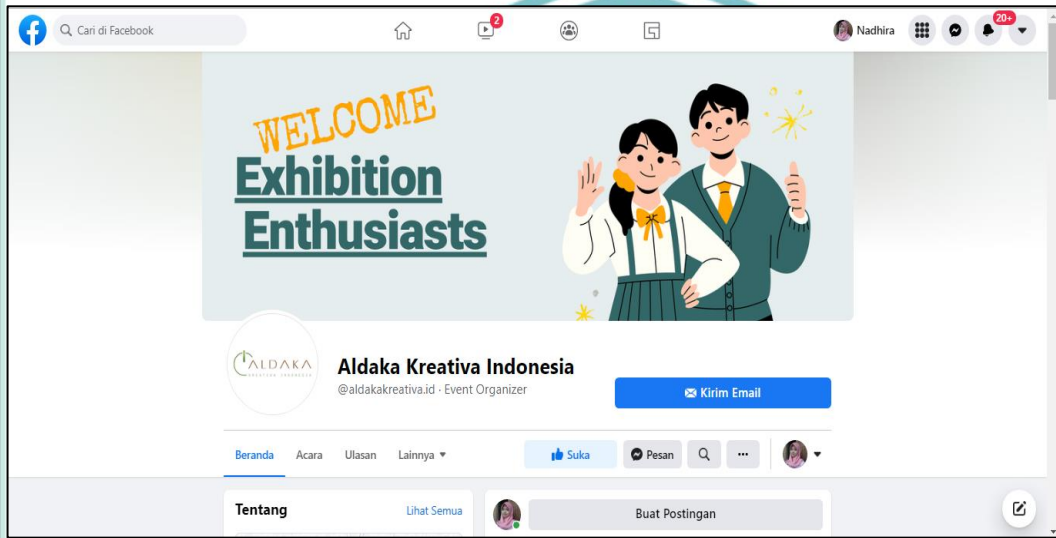 Cari di Facebook
2
Nadhira
20+
WELCOME
Exhibition
Enthusiasts
ALDAKA
KREATIVA INDONESIA
Aldaka Kreativa Indonesia
@aldakakreativa.id · Event Organizer
Kirim Email
Beranda
Acara
Ulasan
Lainnya
Suka
Pesan
Tentang
Lihat Semua
Buat Postingan